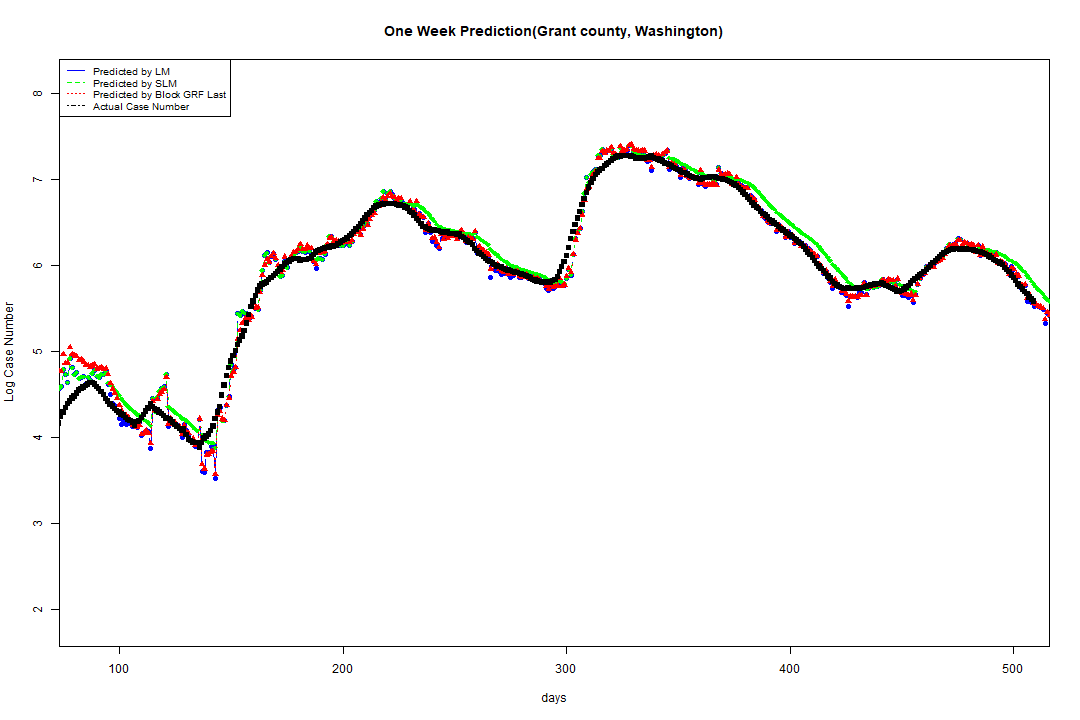 One Week Prediction(Grant county, Washington)
Predicted by LM
Predicted by SLM
Predicted by Block GRF Last
Actual Case Number
8
7
6
5
4
3
2
Log Case Number
100 200 300 400 500
days